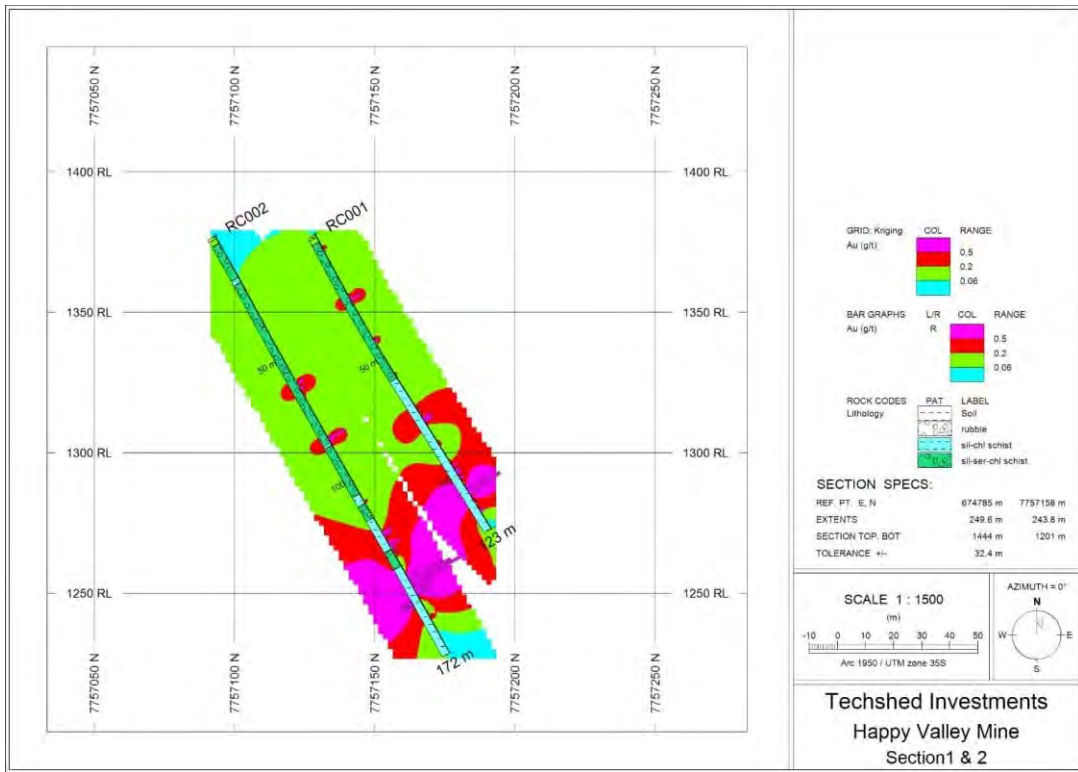 7757050 N
7757100 N
7757150 N
7757200 N
7757250 N
1400 RL
1400 RL
RC002
RC001
1350 RL
1350 RL
50 m
50 m
1300 RL
1300 RL
100
23 m
1250 RL
1250 RL
172 m
7757050 N
7757100 N
7757150 N
7757200 N
7757250 N
GRID: Kriging COL RANGE
Au (g/t)
0.5
0.2
0.06
BAR GRAPHS L/R COL RANGE
Au (g/t) R
0.5
0.2
0.06
ROCK CODES PAT LABEL
Lithology Soil
rubble
sil-chl schist
sil-ser-chl schist
SECTION SPECS:
REF. PT. E, N 674785 m 7757158 m
EXTENTS 249.6 m 243.8 m
SECTION TOP, BOT 1444 m 1201 m
TOLERANCE +/- 32.4 m
SCALE 1 : 1500
(m)
-10 0 10 20 30 40 50
Arc 1950 / UTM zone 35S
AZIMUTH = 0°
N
W E
S
Techshed Investments
Happy Valley Mine
Section1 & 2